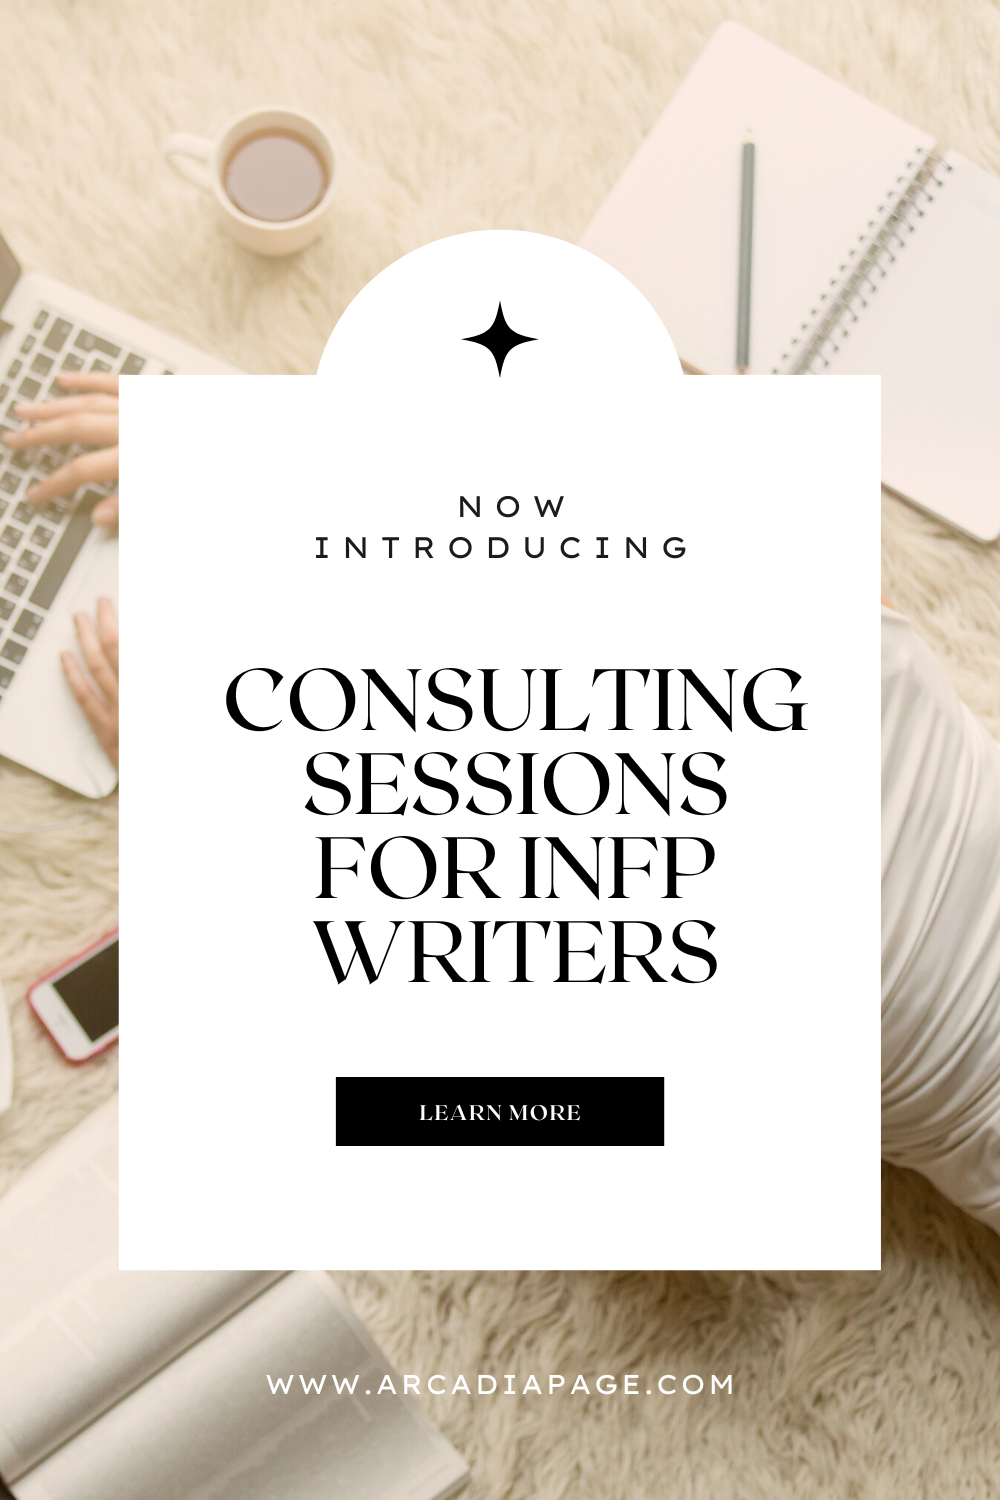 NOW
INTRODUCING
CONSULTING
SESSIONS
FOR INFP
WRITERS
LEARN MORE
WWW.ARCADIAPAGE.COM